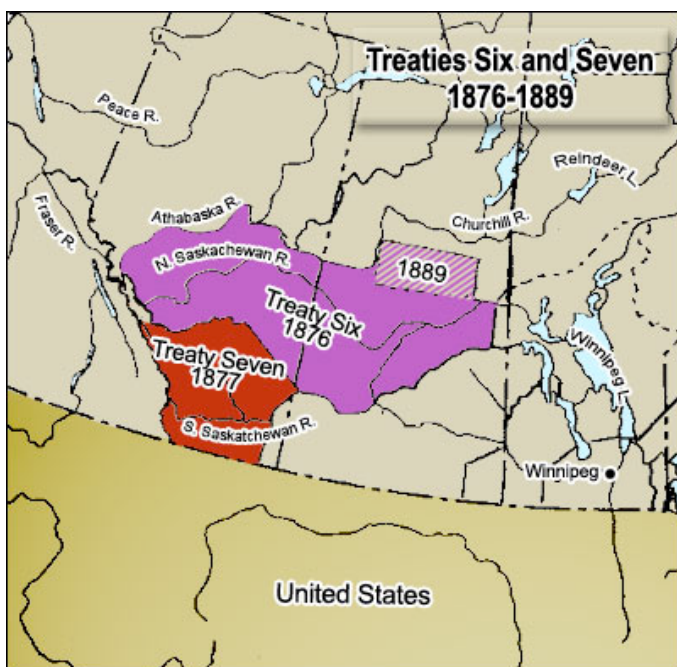 Treaties Six and Seven
1876-1889
Peace R.
Reindeer L.
Athabaska R.
Churchill R.
Fraser R.
N. Saskachewan R.
1889
Treaty Six
1876
Winnipeg L.
Treaty Seven
1877
S. Saskatchewan R.
Winnipeg
United States